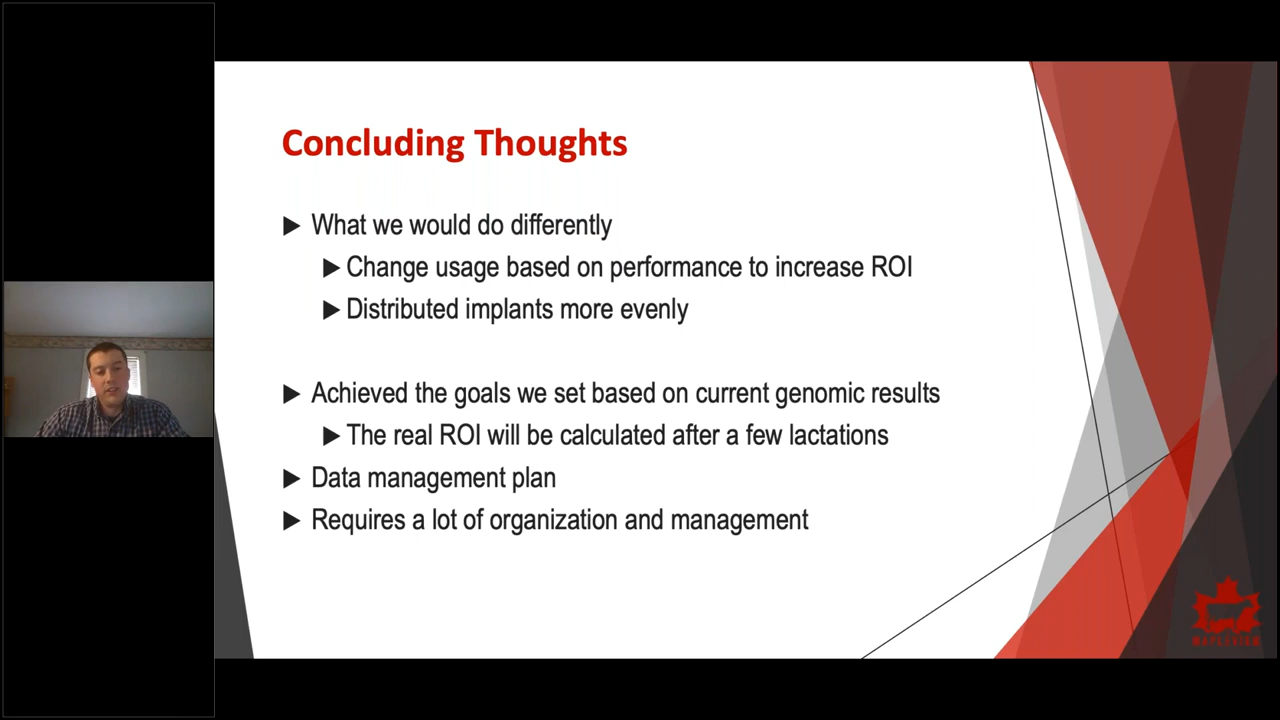 Concluding Thoughts
What we would do differently
Change usage based on performance to increase ROI
Distributed implants more evenly
Achieved the goals we set based on current genomic results
The real ROI will be calculated after a few lactations
Data management plan
Requires a lot of organization and management
MAPLEVIEW